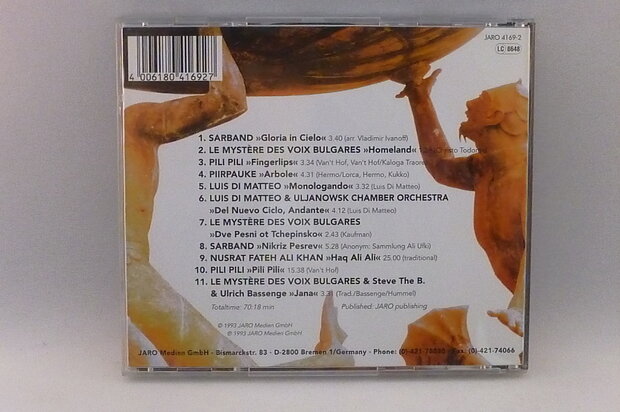 JARO 4169-2
LC 8648
4 006180 416927
1. SARBAND »Gloria in Cielo« 3.40 (arr. Vladimir Ivanoff)
2. LE MYSTÈRE DES VOIX BULGARES »Homeland«
3. PILI PILI »Fingerlips« 3.34 (Van't Hof, Van't Hof/Kaloga Traore)
4. PIIRPAUKE »Arbole« 4.31 (Hermo/Lorca, Hermo, Kukko)
5. LUIS DI MATTEO »Monologando« 3.32 (Luis Di Matteo)
6. LUIS DI MATTEO & ULJANOWSK CHAMBER ORCHESTRA
»Del Nuevo Ciclo, Andante« 4.12 (Luis Di Matteo)
7. LE MYSTÈRE DES VOIX BULGARES
»Dve Pesni ot Tchepinsko« 2.43 (Kaufman)
8. SARBAND »Nikriz Pesrev« 5.28 (Anonym: Sammlung Ali Ufki)
9. NUSRAT FATEH ALI KHAN »Haq Ali Ali« 25.00 (traditional)
10. PILI PILI »Pili Pili« 15.38 (Van't Hof)
11. LE MYSTÈRE DES VOIX BULGARES & Steve The B.
& Ulrich Bassenge »Jana« (Trad./Bassenge/Hummel)
Totaltime: 70:18 min Published: JARO publishing
℗ 1993 JARO Medien GmbH
© 1993 JARO Medien GmbH
JARO Medien GmbH - Bismarckstr. 83 - D-2800 Bremen 1/Germany - Phone: (0)-421-78080 - Fax: (0)-421-74066